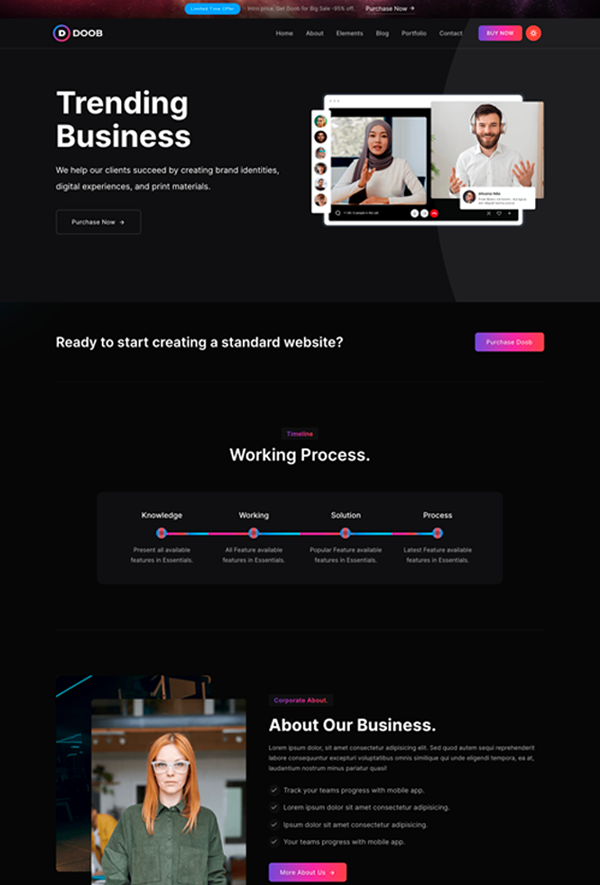 Limited Time Offer
Intro price. Get Doob for Big Sale -95% off.
Purchase Now →
D DOOB
Home
About
Elements
Blog
Portfolio
Contact
BUY NOW
Trending
Business
We help our clients succeed by creating brand identities,
digital experiences, and print materials.
Purchase Now →
Ready to start creating a standard website?
Purchase Doob
Timeline
Working Process.
Knowledge
Working
Solution
Process
Present all available
features in Essentials.
All Feature available
features in Essentials.
Popular Feature available
features in Essentials.
Latest Feature available
features in Essentials.
Corporate About.
About Our Business.
Lorem ipsum dolor, sit amet consectetur adipisicing elit. Sed quod autem sequi reprehenderit
labore consequuntur excepturi voluptatibus omnis similique qui unde eligendi tempora, ea at,
laudantium nostrum minus pariatur quasi!
Track your teams progress with mobile app.
Lorem ipsum dolor sit amet consectetur adipisicing.
Ipsum dolor sit amet consectetur adipisicing.
Your teams progress with mobile app.
More About Us →